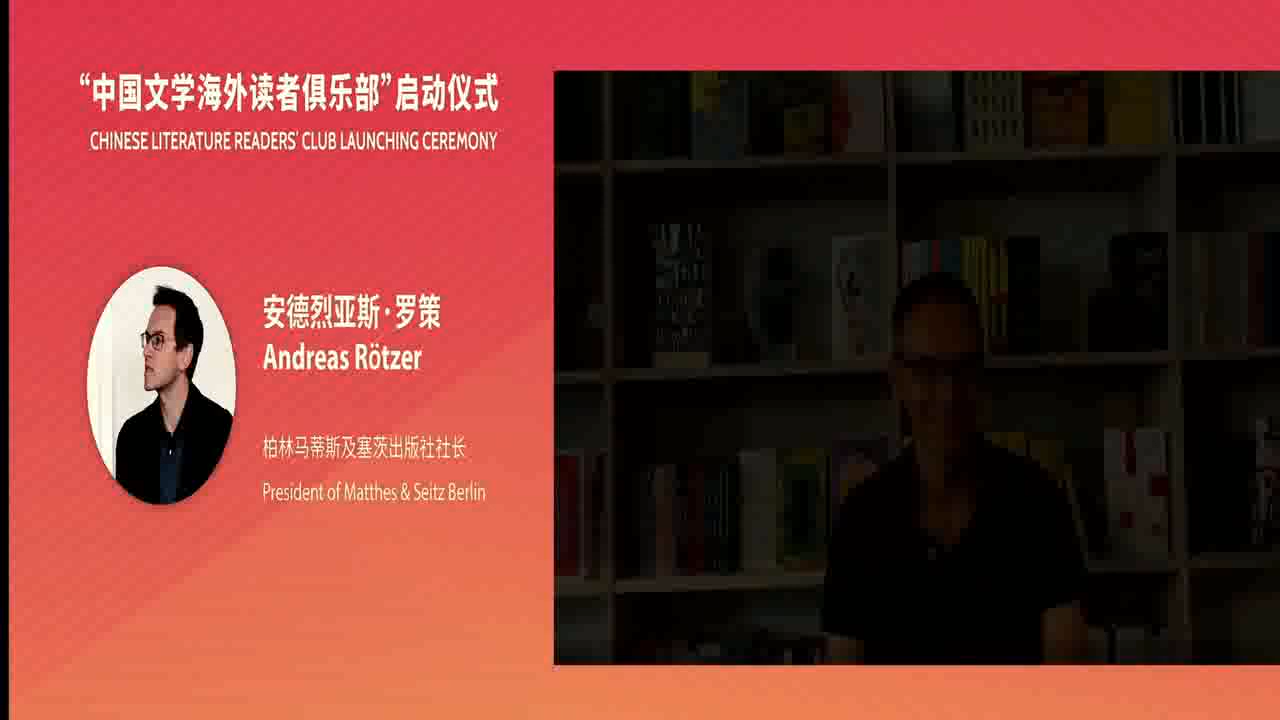 “中国文学海外读者俱乐部”启动仪式
CHINESE LITERATURE READERS' CLUB LAUNCHING CEREMONY
安德烈亚斯·罗策
Andreas Rötzer
柏林马蒂斯及塞茨出版社社长
President of Matthes & Seitz Berlin